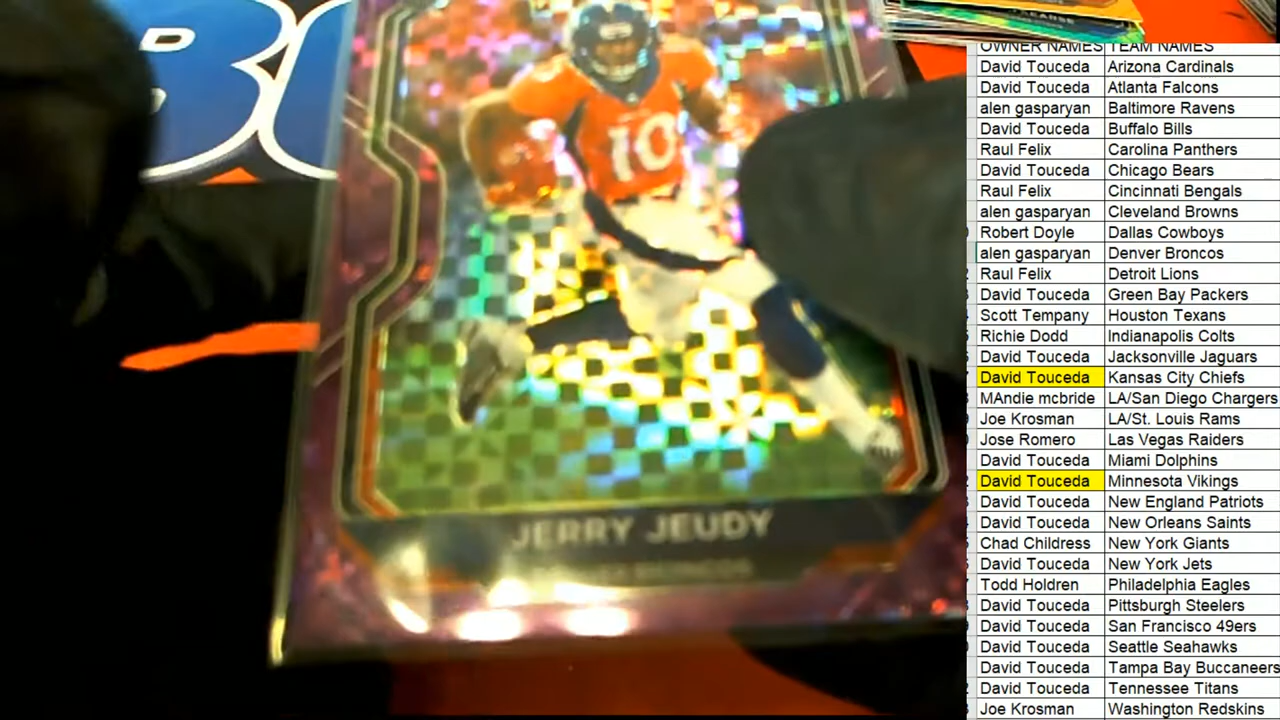 10
JERRY JEUDY
OWNER NAMES TEAM NAMES
David Touceda Arizona Cardinals
David Touceda Atlanta Falcons
alen gasparyan Baltimore Ravens
David Touceda Buffalo Bills
Raul Felix Carolina Panthers
David Touceda Chicago Bears
Raul Felix Cincinnati Bengals
alen gasparyan Cleveland Browns
Robert Doyle Dallas Cowboys
alen gasparyan Denver Broncos
Raul Felix Detroit Lions
David Touceda Green Bay Packers
Scott Tempany Houston Texans
Richie Dodd Indianapolis Colts
David Touceda Jacksonville Jaguars
David Touceda Kansas City Chiefs
MAndie mcbride LA/San Diego Chargers
Joe Krosman LA/St. Louis Rams
Jose Romero Las Vegas Raiders
David Touceda Miami Dolphins
David Touceda Minnesota Vikings
David Touceda New England Patriots
David Touceda New Orleans Saints
Chad Childress New York Giants
David Touceda New York Jets
Todd Holdren Philadelphia Eagles
David Touceda Pittsburgh Steelers
David Touceda San Francisco 49ers
David Touceda Seattle Seahawks
David Touceda Tampa Bay Buccaneers
David Touceda Tennessee Titans
Joe Krosman Washington Redskins